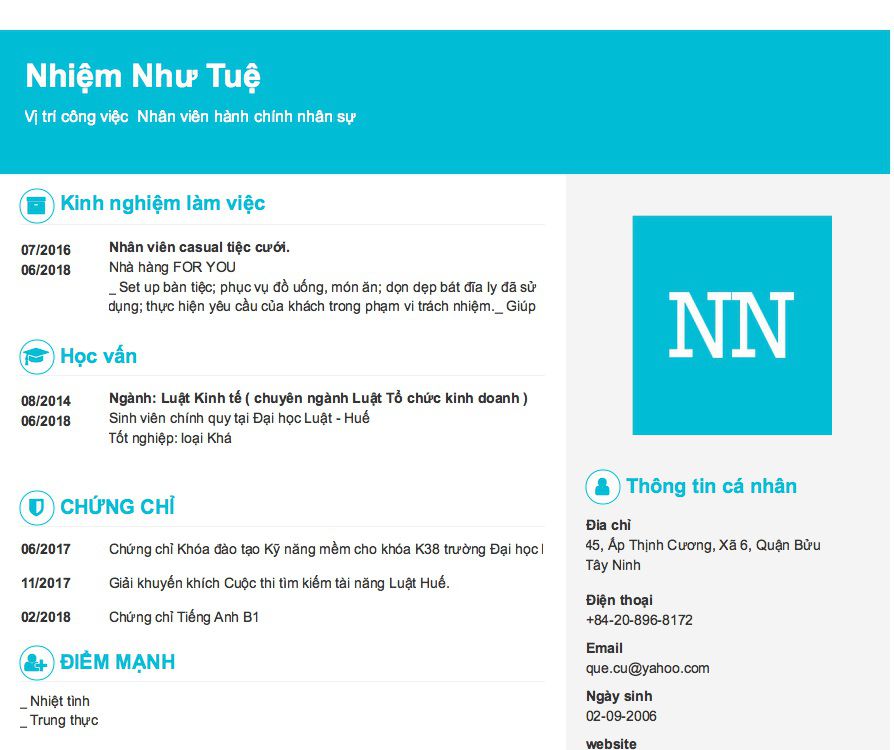 Nhiệm Như Tuệ
Vị trí công việc Nhân viên hành chính nhân sự
Kinh nghiệm làm việc
07/2016
06/2018
Nhân viên casual tiệc cưới.
Nhà hàng FOR YOU
_ Set up bàn tiệc; phục vụ đồ uống, món ăn; dọn dẹp bát đĩa ly đã sử
dụng; thực hiện yêu cầu của khách trong phạm vi trách nhiệm._ Giúp
Học vấn
08/2014
06/2018
Ngành: Luật Kinh tế ( chuyên ngành Luật Tổ chức kinh doanh )
Sinh viên chính quy tại Đại học Luật - Huế
Tốt nghiệp: loại Khá
CHỨNG CHỈ
06/2017 Chứng chỉ Khóa đào tạo Kỹ năng mềm cho khóa K38 trường Đại học
11/2017 Giải khuyến khích Cuộc thi tìm kiếm tài năng Luật Huế.
02/2018 Chứng chỉ Tiếng Anh B1
ĐIỂM MẠNH
_ Nhiệt tình
_ Trung thực
NN
Thông tin cá nhân
Địa chỉ
45, Ấp Thịnh Cương, Xã 6, Quận Bửu
Tây Ninh
Điện thoại
+84-20-896-8172
Email
que.cu@yahoo.com
Ngày sinh
02-09-2006
website